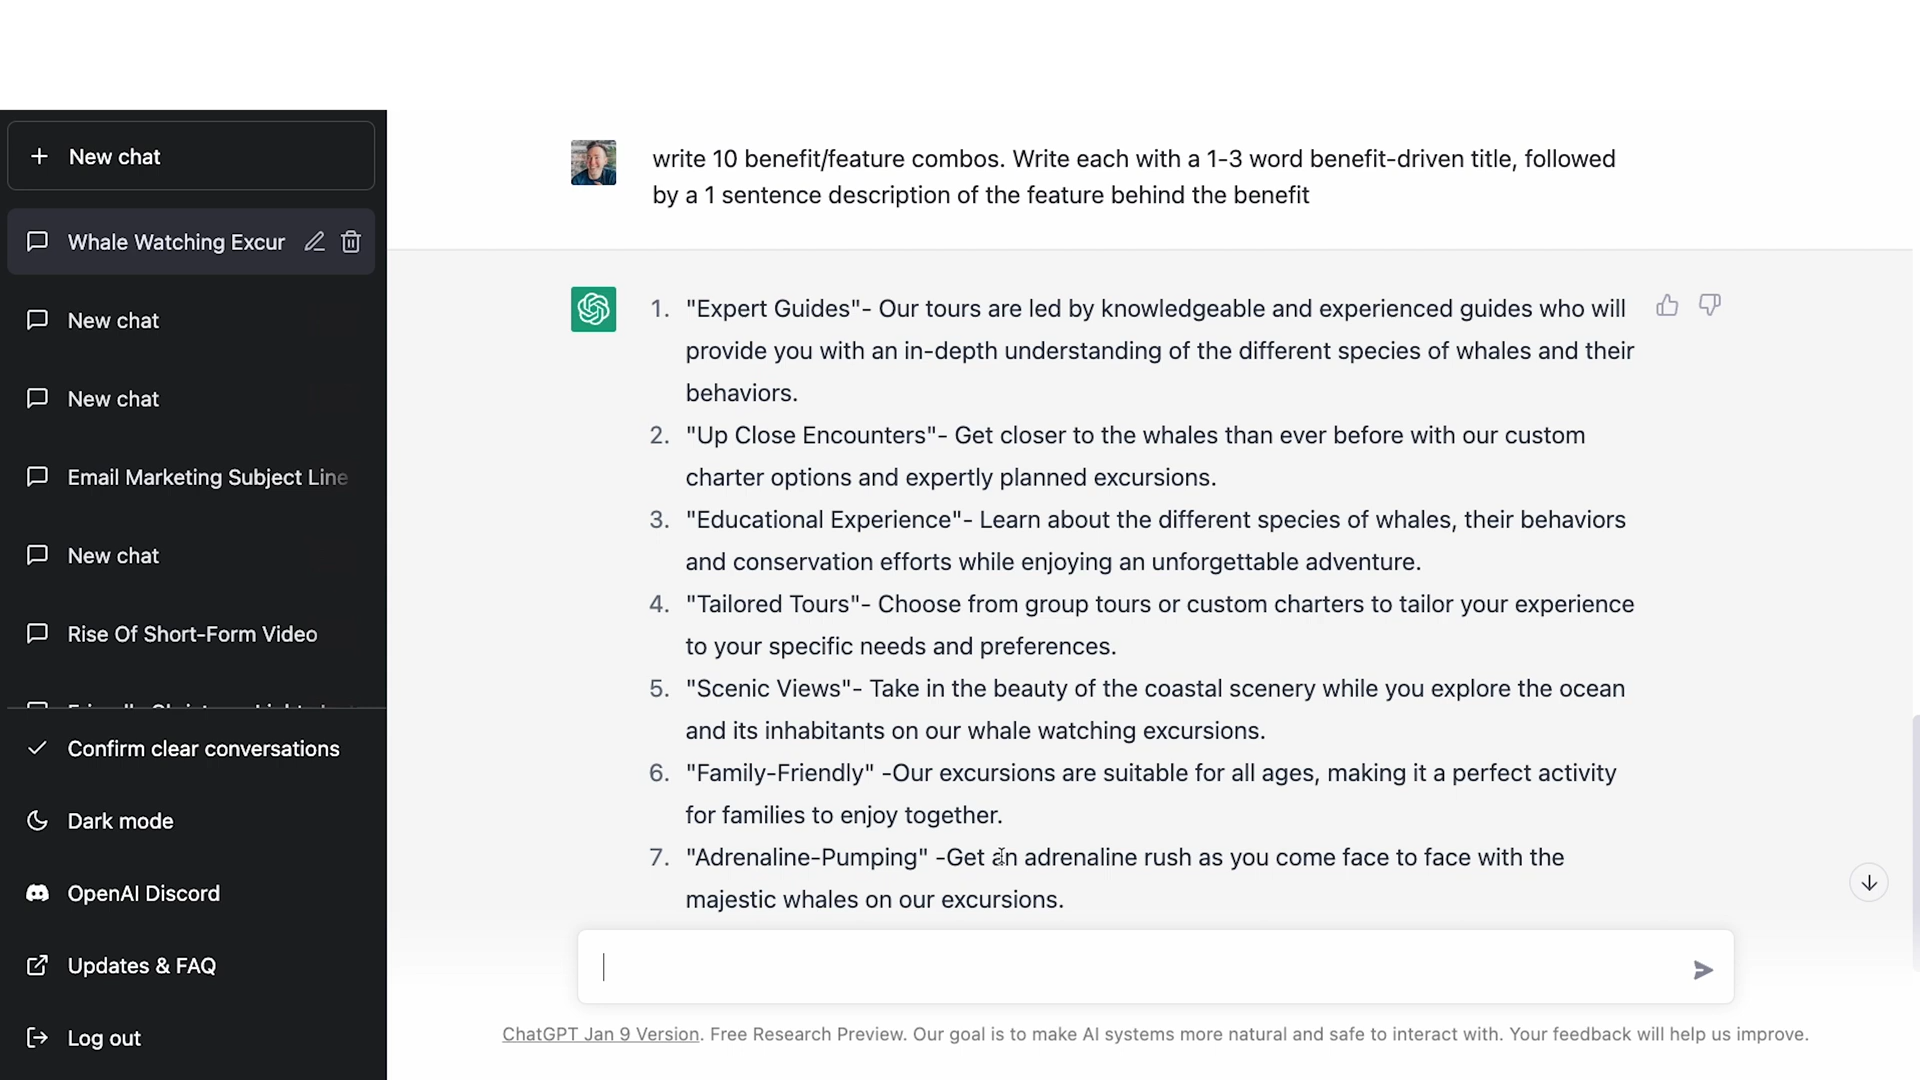 New chat
Whale Watching Excur
New chat
New chat
Email Marketing Subject Line
New chat
Rise Of Short-Form Video
Confirm clear conversations
Dark mode
OpenAI Discord
Updates & FAQ
Log out
write 10 benefit/feature combos. Write each with a 1-3 word benefit-driven title, followed
by a 1 sentence description of the feature behind the benefit
1. "Expert Guides"- Our tours are led by knowledgeable and experienced guides who will
provide you with an in-depth understanding of the different species of whales and their
behaviors.
2. "Up Close Encounters"- Get closer to the whales than ever before with our custom
charter options and expertly planned excursions.
3. "Educational Experience"- Learn about the different species of whales, their behaviors
and conservation efforts while enjoying an unforgettable adventure.
4. "Tailored Tours"- Choose from group tours or custom charters to tailor your experience
to your specific needs and preferences.
5. "Scenic Views"- Take in the beauty of the coastal scenery while you explore the ocean
and its inhabitants on our whale watching excursions.
6. "Family-Friendly" -Our excursions are suitable for all ages, making it a perfect activity
for families to enjoy together.
7. "Adrenaline-Pumping" -Get an adrenaline rush as you come face to face with the
majestic whales on our excursions.
ChatGPT Jan 9 Version. Free Research Preview. Our goal is to make AI systems more natural and safe to interact with. Your feedback will help us improve.